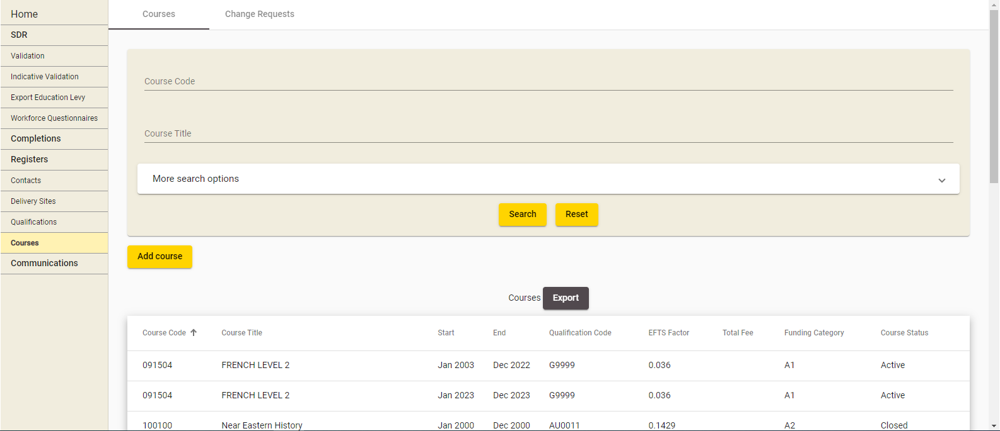 Home
SDR
Validation
Indicative Validation
Export Education Levy
Workforce Questionnaires
Completions
Registers
Contacts
Delivery Sites
Qualifications
Courses
Communications
Courses Change Requests
Course Code
Course Title
More search options
Search Reset
Add course
Courses Export
Course Code Course Title Start End Qualification Code EFTS Factor Total Fee Funding Category Course Status
091504 FRENCH LEVEL 2 Jan 2003 Dec 2022 G9999 0.036 A1 Active
091504 FRENCH LEVEL 2 Jan 2023 Dec 2023 G9999 0.036 A1 Active
100100 Near Eastern History Jan 2000 Dec 2000 AU0011 0.1429 A2 Closed